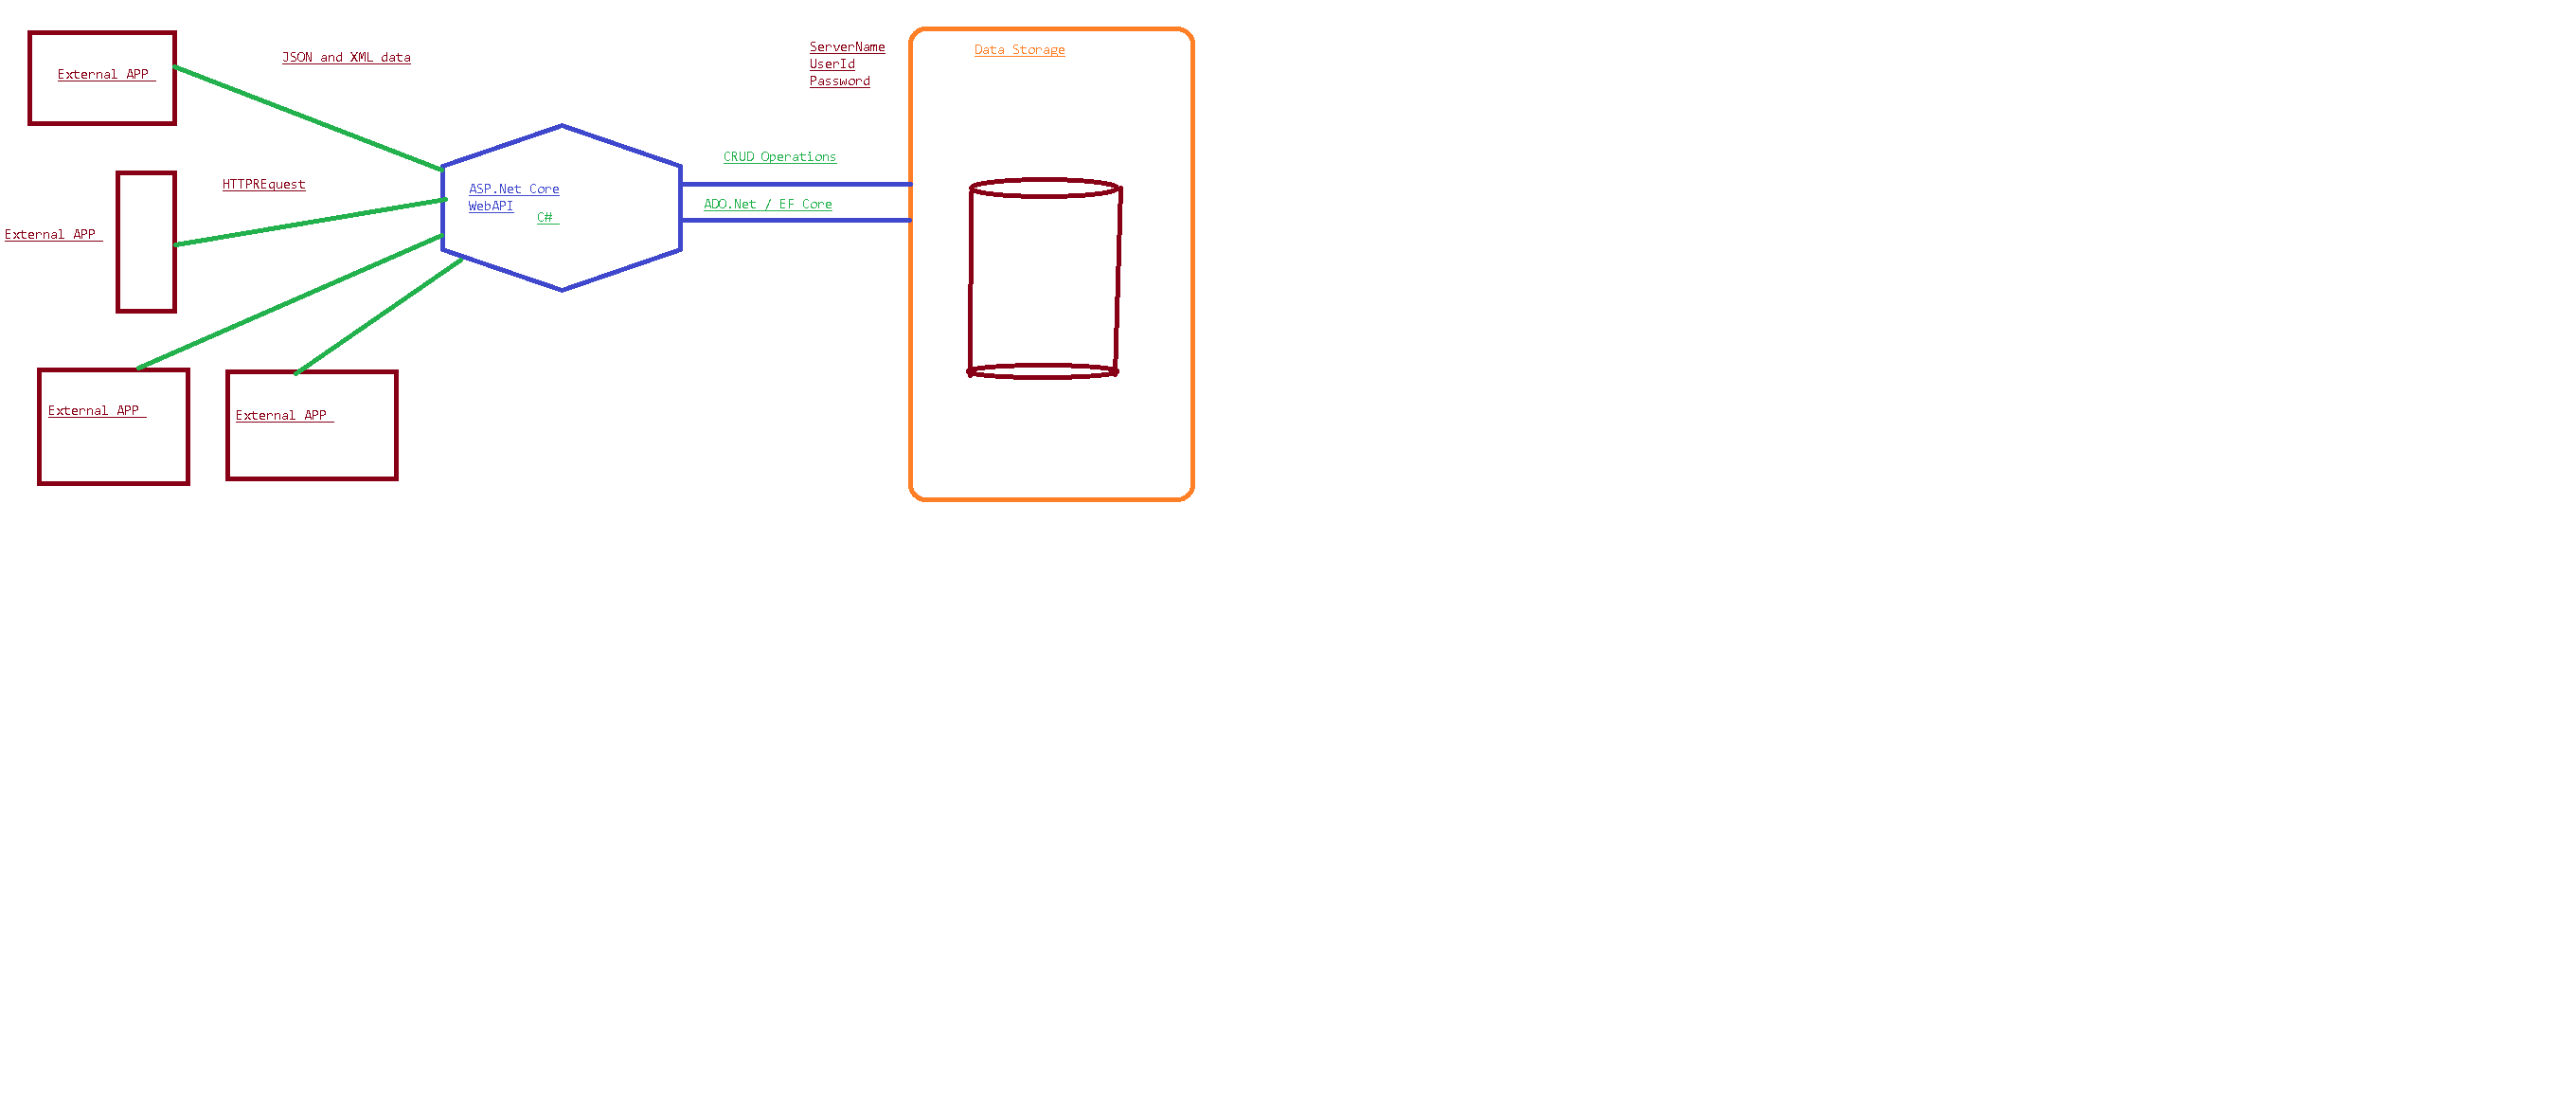 External APP
JSON and XML data
ServerName
UserId
Password
Data Storage
CRUD Operations
HTTPREquest
ASP.Net Core
WebAPI
C#
ADO.Net / EF Core
External APP
External APP
External APP